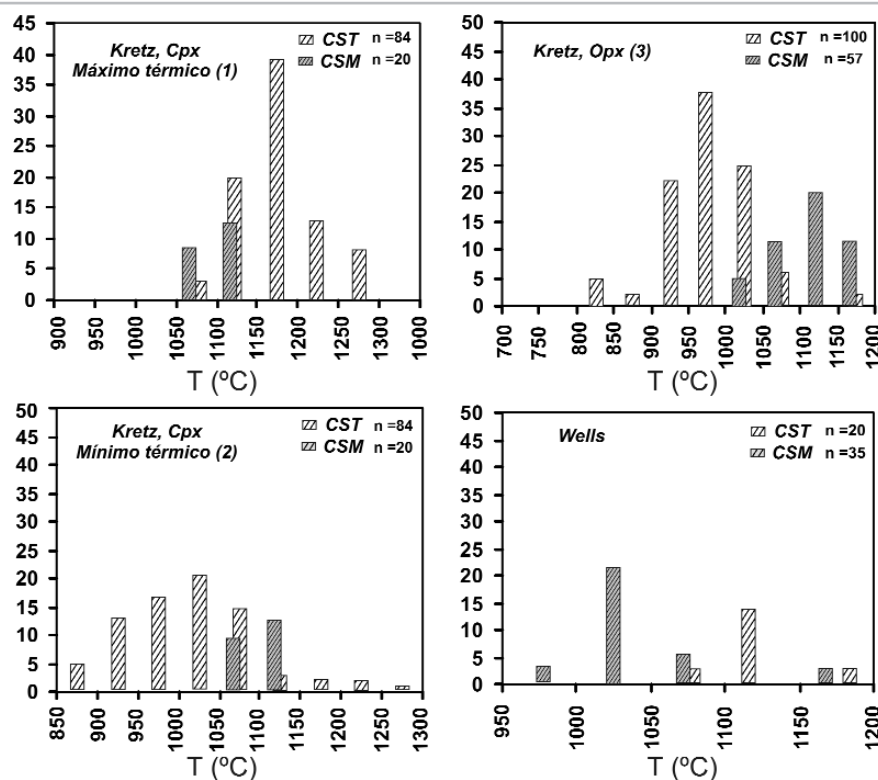 Kretz, Cpx
Máximo térmico (1)
CST n =84
CSM n =20
45
40
35
30
25
20
15
10
5
0
900 950 1000 1050 1100 1150 1200 1250 1300 1000
T (ºC)
Kretz, Opx (3)
CST n =100
CSM n =57
50
45
40
35
30
25
20
15
10
5
0
700 750 800 850 900 950 1000 1050 1100 1150 1200
T (ºC)
Kretz, Cpx
Mínimo térmico (2)
CST n =84
CSM n =20
50
45
40
35
30
25
20
15
10
5
0
850 900 950 1000 1050 1100 1150 1200 1250 1300
T (ºC)
Wells
CST n =20
CSM n =35
50
45
40
35
30
25
20
15
10
5
0
950 1000 1050 1100 1150 1200
T (ºC)